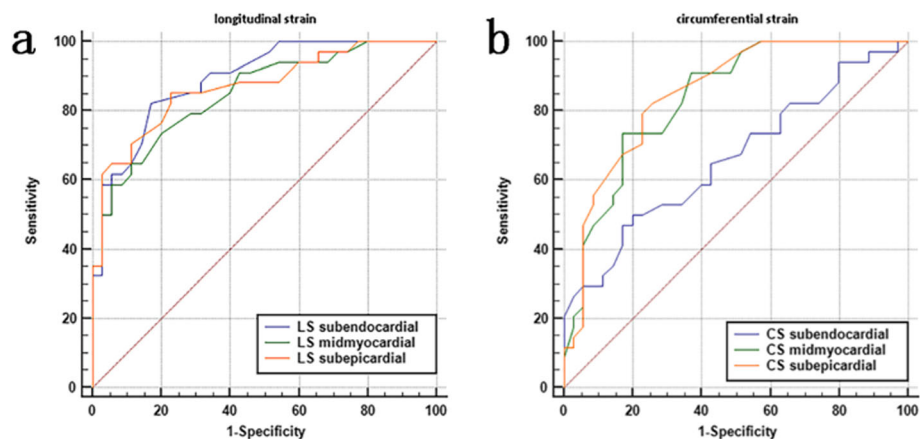 longitudinal strain
a
100
80
60
40
20
0
Sensitivity
0 20 40 60 80 100
1-Specificity
LS subendocardial
LS midmyocardial
LS subepicardial
circumferential strain
b
100
80
60
40
20
0
Sensitivity
0 20 40 60 80 100
1-Specificity
CS subendocardial
CS midmyocardial
CS subepicardial